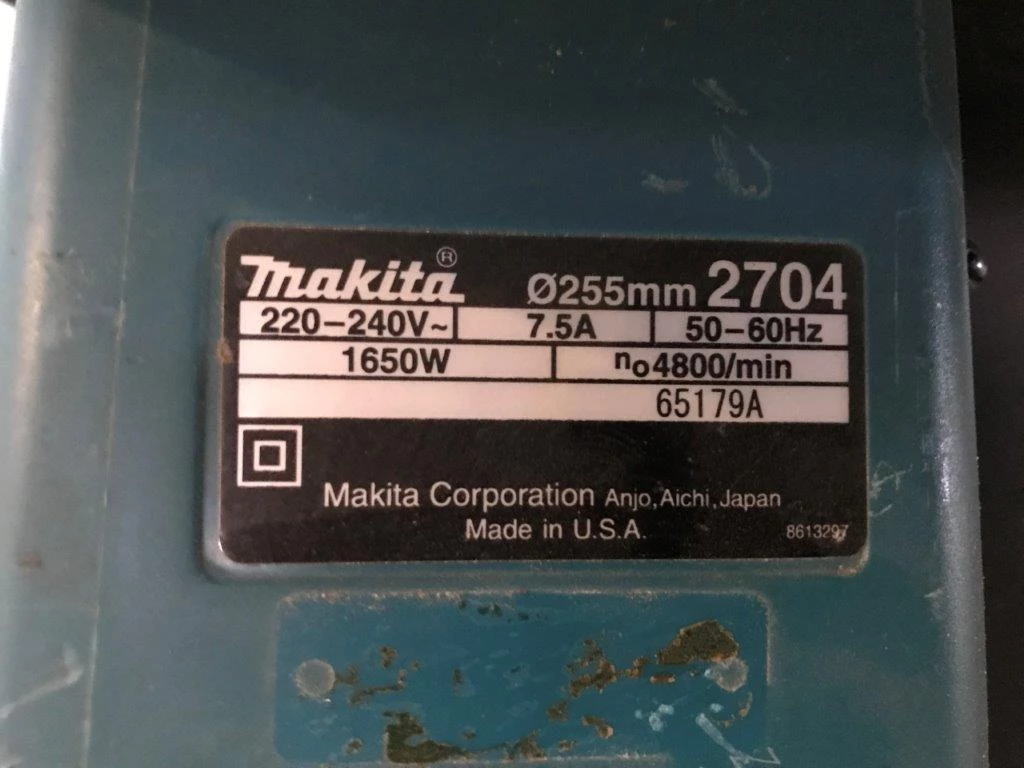 makita® Ø255mm 2704
220-240V~ 7.5A 50-60Hz
1650W no4800/min
65179A
Makita Corporation Anjo,Aichi,Japan
Made in U.S.A. 8613297